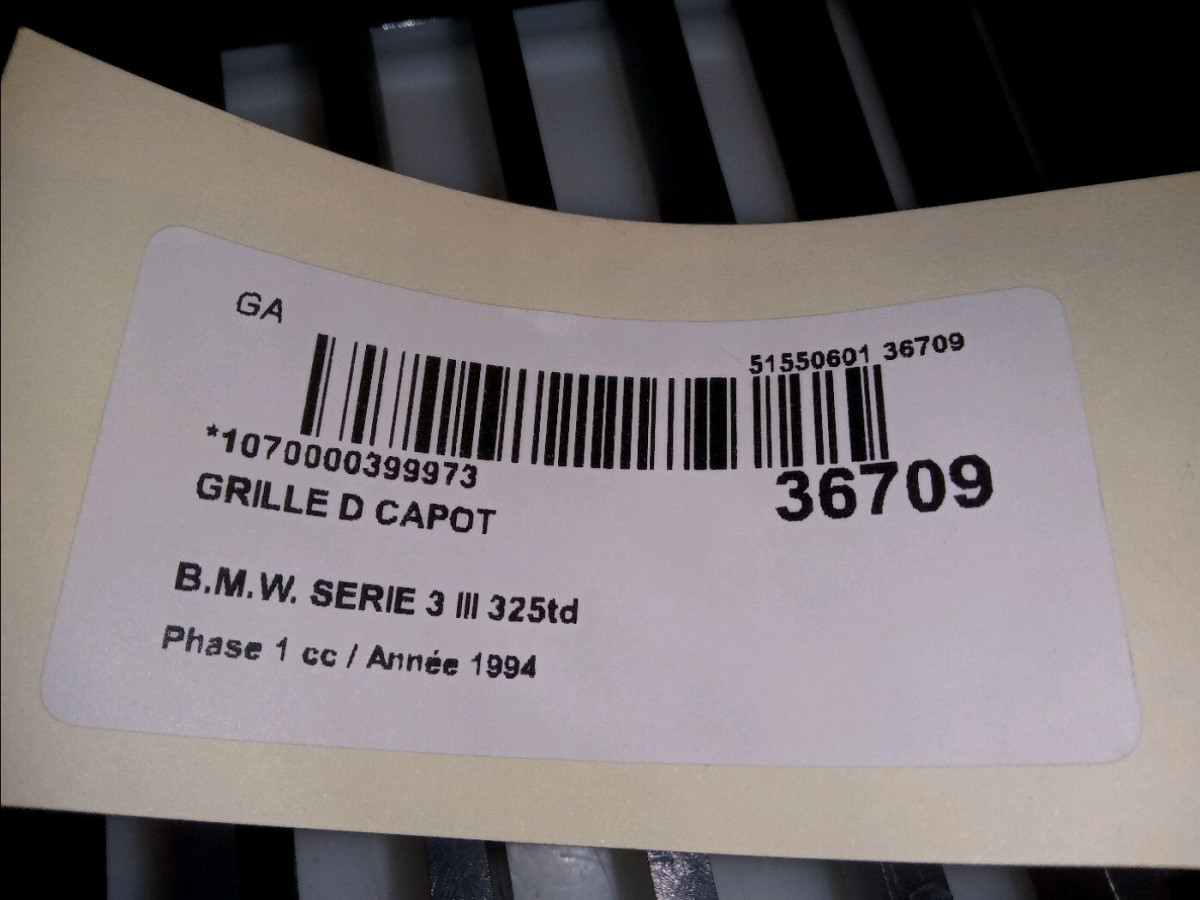 GA
51550601 36709
*1070000399973
36709
GRILLE D CAPOT
B.M.W. SERIE 3 III 325td
Phase 1 cc / Année 1994